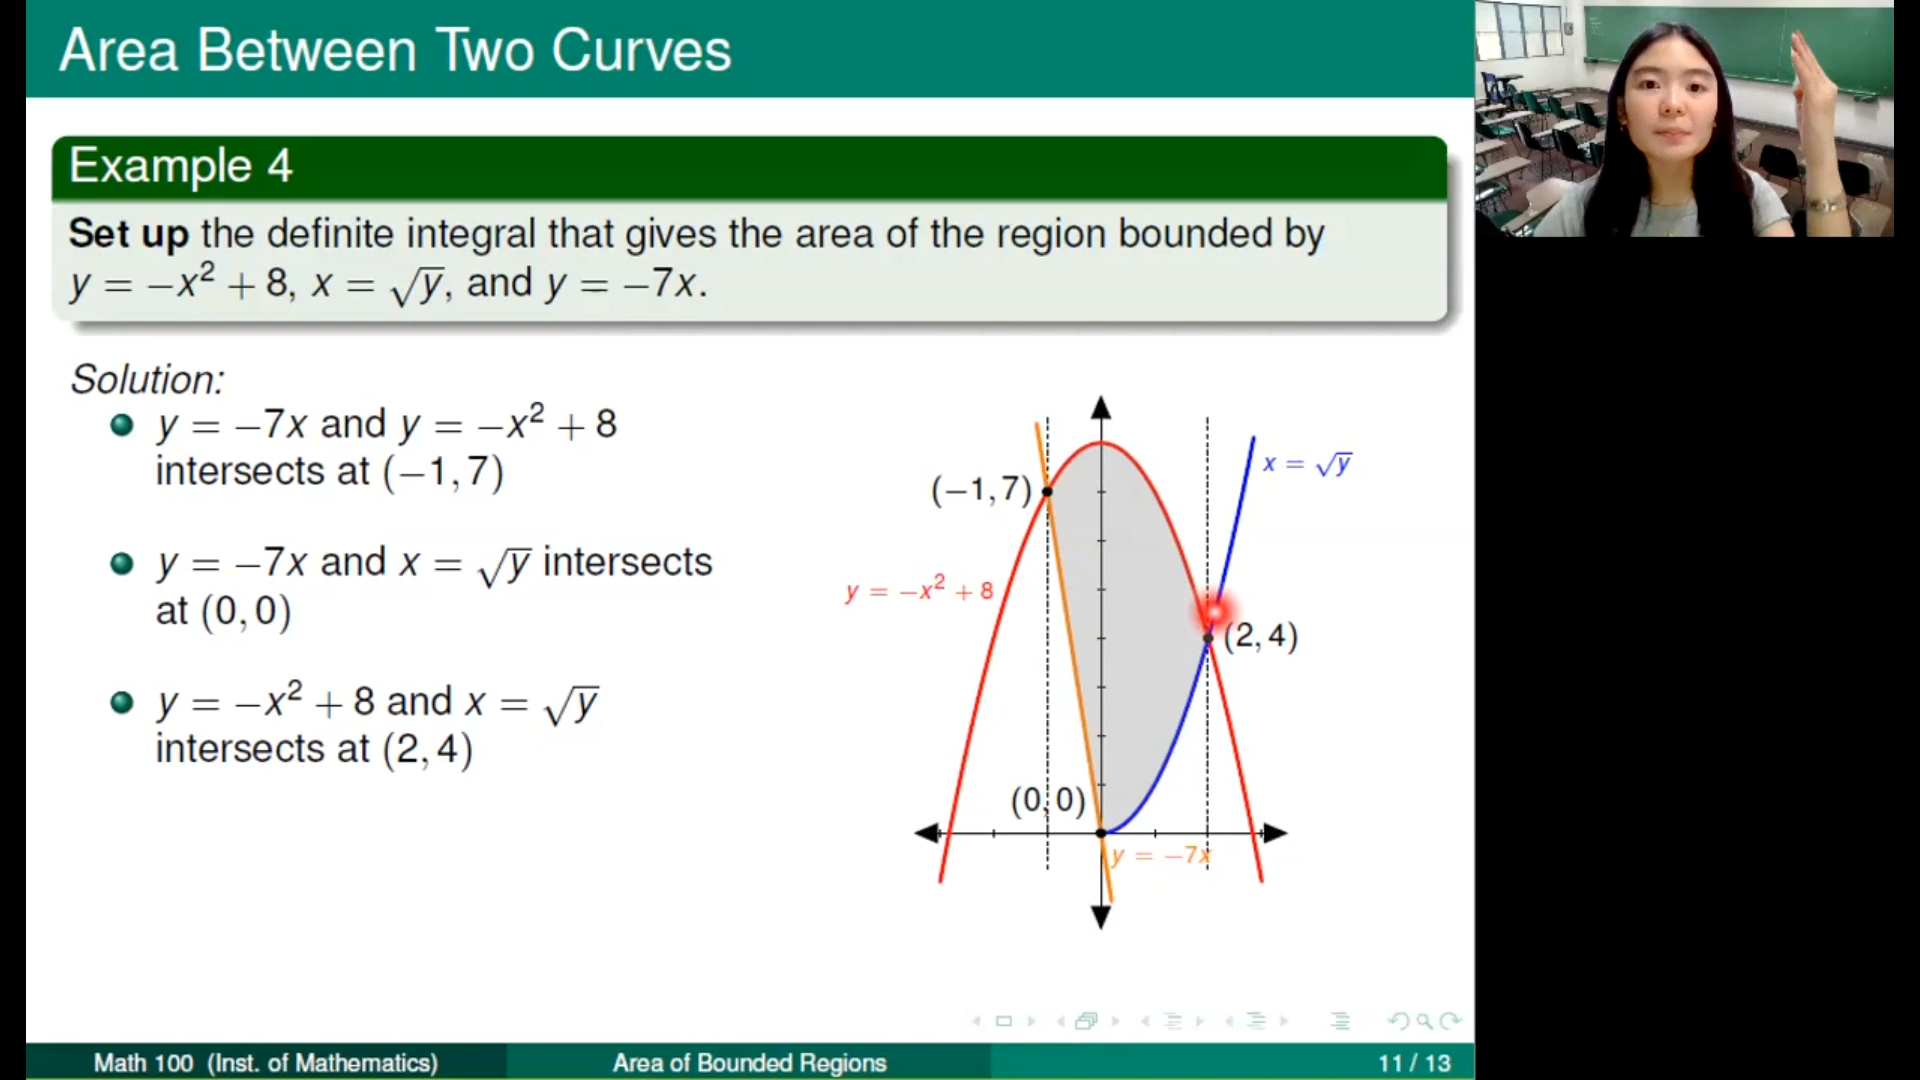 Area Between Two Curves
Example 4
Set up the definite integral that gives the area of the region bounded by
y = −x² + 8, x = √y, and y = −7x.
Solution:
y = −7x and y = −x² + 8
intersects at (−1, 7)
y = −7x and x = √y intersects
at (0, 0)
y = −x² + 8 and x = √y
intersects at (2, 4)
x = √y
(−1, 7)
y = −x² + 8
(2, 4)
(0, 0)
y = −7x
Math 100 (Inst. of Mathematics)
Area of Bounded Regions
11 / 13